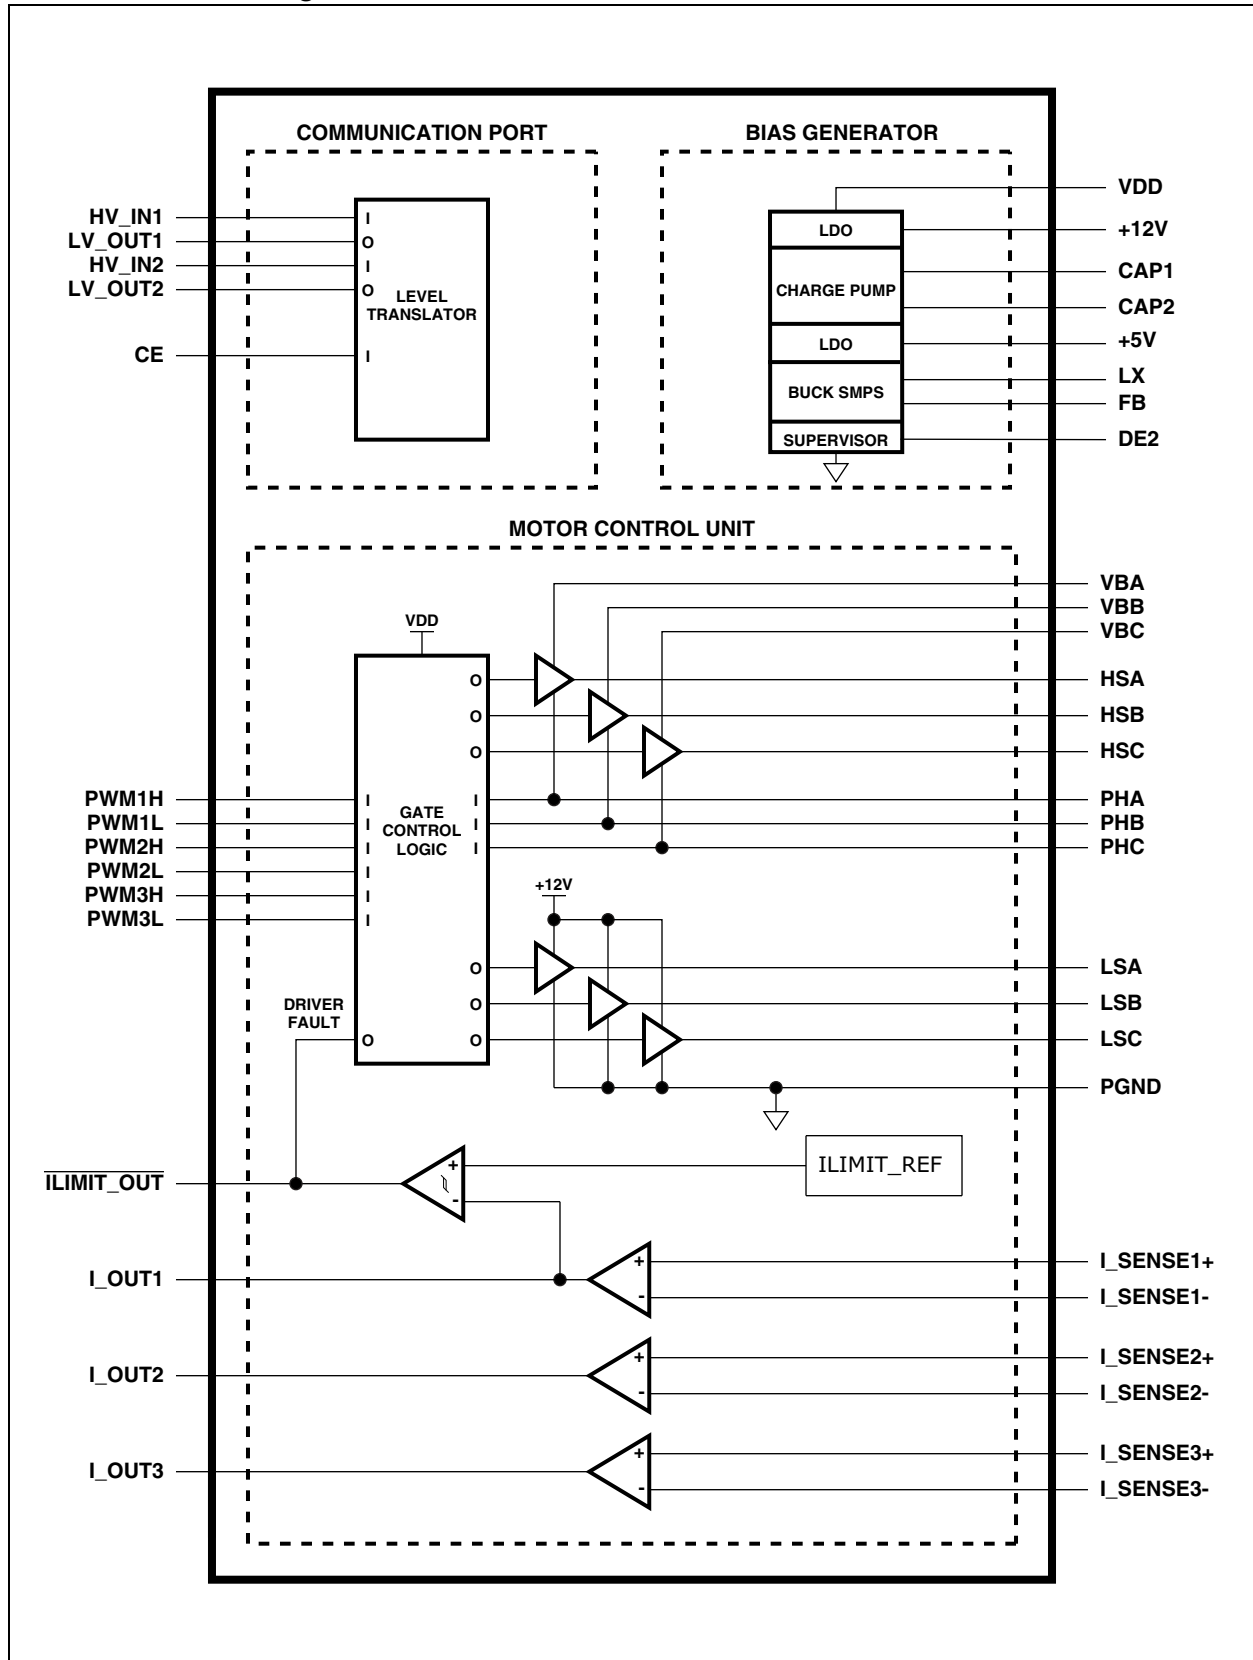 COMMUNICATION PORT
BIAS GENERATOR
HV_IN1
LV_OUT1
HV_IN2
LV_OUT2
CE
I
O
I
O
I
LEVEL
TRANSLATOR
LDO
CHARGE PUMP
LDO
BUCK SMPS
SUPERVISOR
VDD
+12V
CAP1
CAP2
+5V
LX
FB
DE2
MOTOR CONTROL UNIT
VDD
PWM1H
PWM1L
PWM2H
PWM2L
PWM3H
PWM3L
I
I
I
I
I
I
GATE
CONTROL
LOGIC
O
O
O
I
I
I
O
O
O
DRIVER
FAULT
O
+12V
VBA
VBB
VBC
HSA
HSB
HSC
PHA
PHB
PHC
LSA
LSB
LSC
PGND
ILIMIT_OUT
+
-
ILIMIT_REF
I_OUT1
+
-
I_SENSE1+
I_SENSE1-
I_OUT2
+
-
I_SENSE2+
I_SENSE2-
I_OUT3
+
-
I_SENSE3+
I_SENSE3-